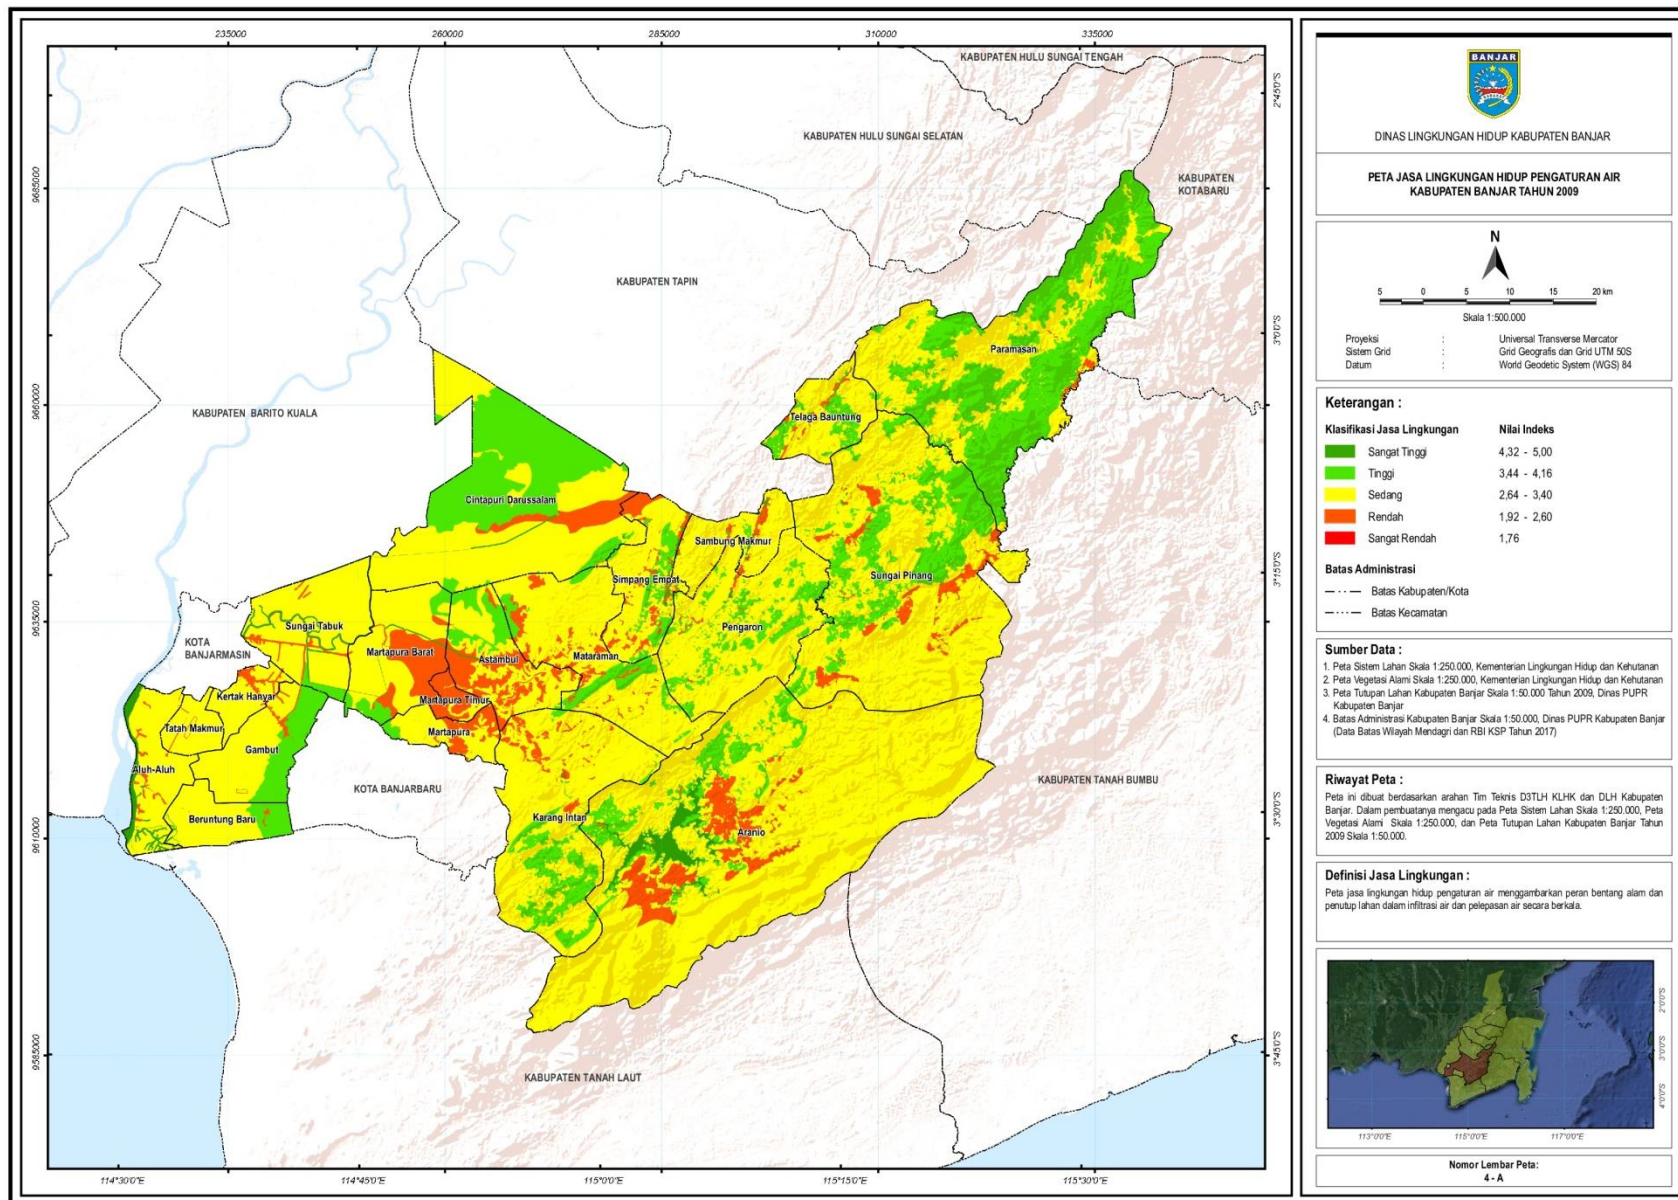 235000
260000
285000
310000
335000
KABUPATEN HULU SUNGAI TENGAH
KABUPATEN HULU SUNGAI SELATAN
KABUPATEN
KOTABARU
KABUPATEN TAPIN
KABUPATEN BARITO KUALA
Paramasan
Telaga Bauntung
Cintapuri Darussalam
Sambung Makmur
Simpang Empat
Sungai Pinang
Pengaron
Sungai Tabuk
KOTA
BANJARMASIN
Martapura Barat
Astambul
Mataraman
Kertak Hanyar
Martapura Timur
Tatah Makmur
Martapura
Gambut
Aluh-Aluh
KOTA BANJARBARU
KABUPATEN TANAH BUMBU
Beruntung Baru
Karang Intan
Aranio
KABUPATEN TANAH LAUT
9685000
9660000
9635000
9610000
9585000
2°45'0"S
3°0'0"S
3°15'0"S
3°30'0"S
3°45'0"S
114°30'0"E
114°45'0"E
115°0'0"E
115°15'0"E
115°30'0"E
BANJAR
DINAS LINGKUNGAN HIDUP KABUPATEN BANJAR
PETA JASA LINGKUNGAN HIDUP PENGATURAN AIR
KABUPATEN BANJAR TAHUN 2009
N
5 0 5 10 15 20 km
Skala 1:500.000
Proyeksi : Universal Transverse Mercator
Sistem Grid : Grid Geografis dan Grid UTM 50S
Datum : World Geodetic System (WGS) 84
Keterangan :
Klasifikasi Jasa Lingkungan Nilai Indeks
Sangat Tinggi 4,32 - 5,00
Tinggi 3,44 - 4,16
Sedang 2,64 - 3,40
Rendah 1,92 - 2,60
Sangat Rendah 1,76
Batas Administrasi
Batas Kabupaten/Kota
Batas Kecamatan
Sumber Data :
1. Peta Sistem Lahan Skala 1:250.000, Kementerian Lingkungan Hidup dan Kehutanan
2. Peta Vegetasi Alami Skala 1:250.000, Kementerian Lingkungan Hidup dan Kehutanan
3. Peta Tutupan Lahan Kabupaten Banjar Skala 1:50.000 Tahun 2009, Dinas PUPR
Kabupaten Banjar
4. Batas Administrasi Kabupaten Banjar Skala 1:50.000, Dinas PUPR Kabupaten Banjar
(Data Batas Wilayah Mendagri dan RBI KSP Tahun 2017)
Riwayat Peta :
Peta ini dibuat berdasarkan arahan Tim Teknis D3TLH KLHK dan DLH Kabupaten
Banjar. Dalam pembuatanya mengacu pada Peta Sistem Lahan Skala 1:250.000, Peta
Vegetasi Alami Skala 1:250.000, dan Peta Tutupan Lahan Kabupaten Banjar Tahun
2009 Skala 1:50.000.
Definisi Jasa Lingkungan :
Peta jasa lingkungan hidup pengaturan air menggambarkan peran bentang alam dan
penutup lahan dalam infiltrasi air dan pelepasan air secara berkala.
2°0'0"S
3°0'0"S
4°0'0"S
113°0'0"E
115°0'0"E
117°0'0"E
Nomor Lembar Peta:
4 - A